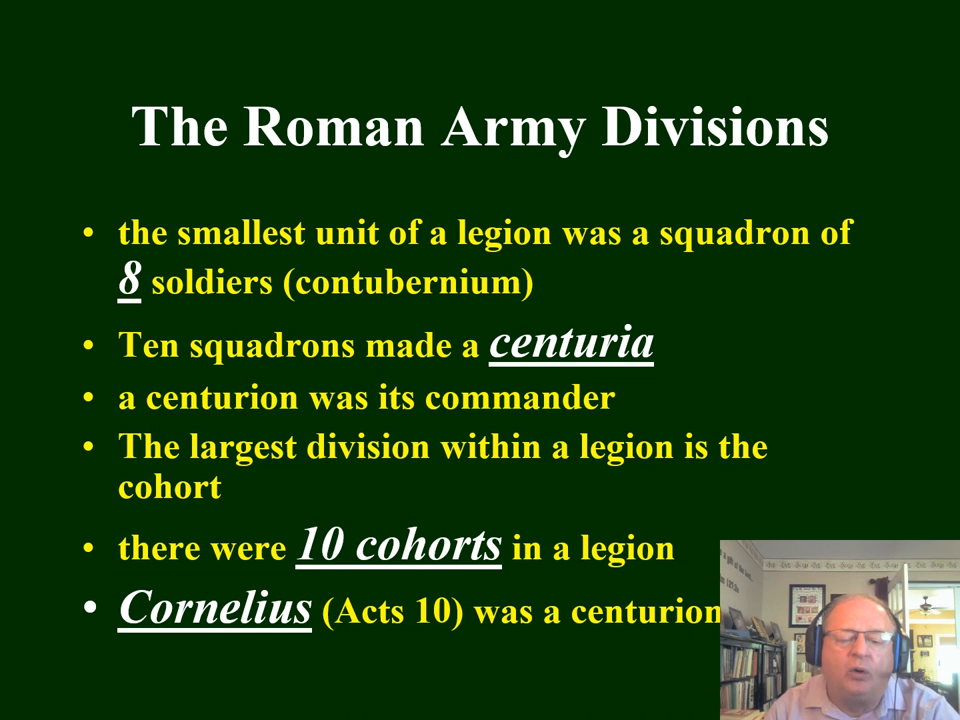 The Roman Army Divisions
• the smallest unit of a legion was a squadron of
8 soldiers (contubernium)
• Ten squadrons made a centuria
• a centurion was its commander
• The largest division within a legion is the
cohort
• there were 10 cohorts in a legion
• Cornelius (Acts 10) was a centurion